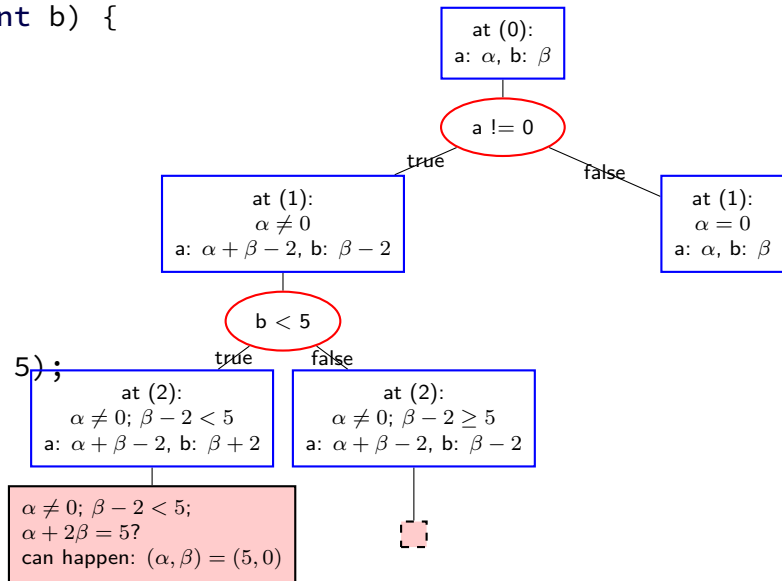 nt b) {
at (0):
a: α, b: β
a != 0
true
false
at (1):
α ≠ 0
a: α + β − 2, b: β − 2
at (1):
α = 0
a: α, b: β
b < 5
5);
true
false
at (2):
α ≠ 0; β − 2 < 5
a: α + β − 2, b: β + 2
at (2):
α ≠ 0; β − 2 ≥ 5
a: α + β − 2, b: β − 2
α ≠ 0; β − 2 < 5;
α + 2β = 5?
can happen: (α, β) = (5, 0)